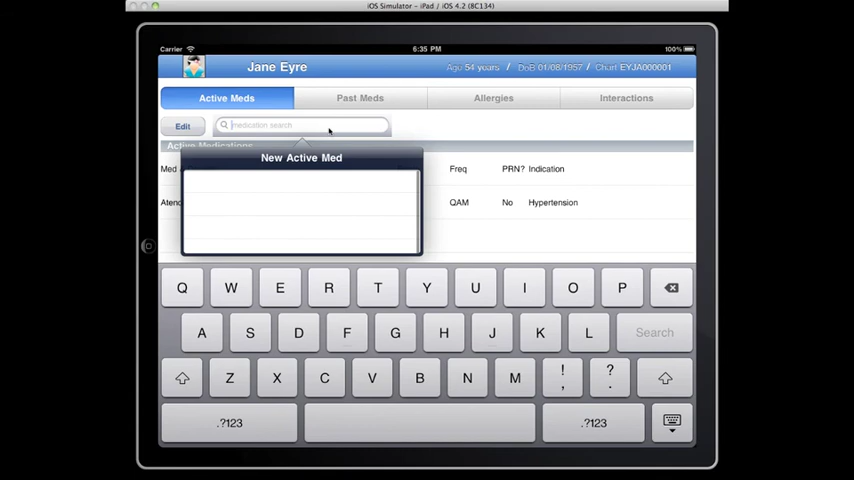 iOS Simulator - iPad / iOS 4.2 (8C134)
Carrier 6:35 PM 100%
Jane Eyre Age 54 years / DoB 01/08/1957 / Chart EYJA000001
Active Meds Past Meds Allergies Interactions
Edit medication search
Active Medications
New Active Med
Med Freq PRN? Indication
Aten QAM No Hypertension
Q W E R T Y U I O P
A S D F G H J K L Search
Z X C V B N M ! , ? .
.?123 .?123